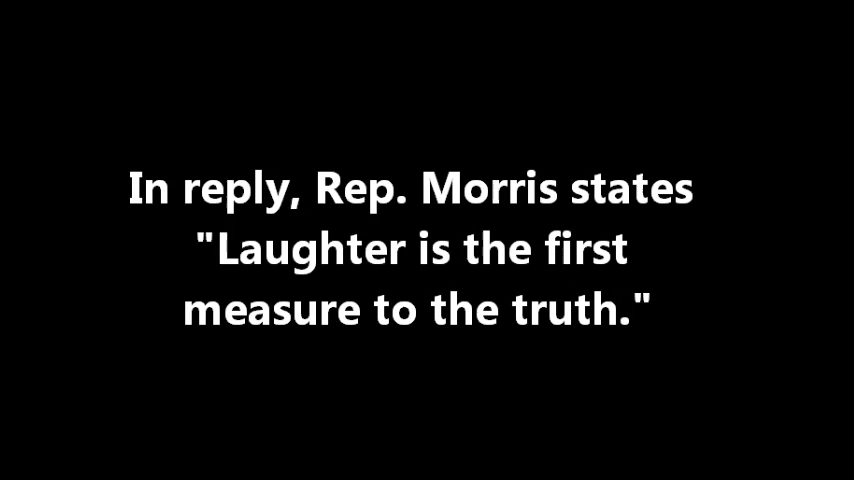 In reply, Rep. Morris states
"Laughter is the first
measure to the truth."